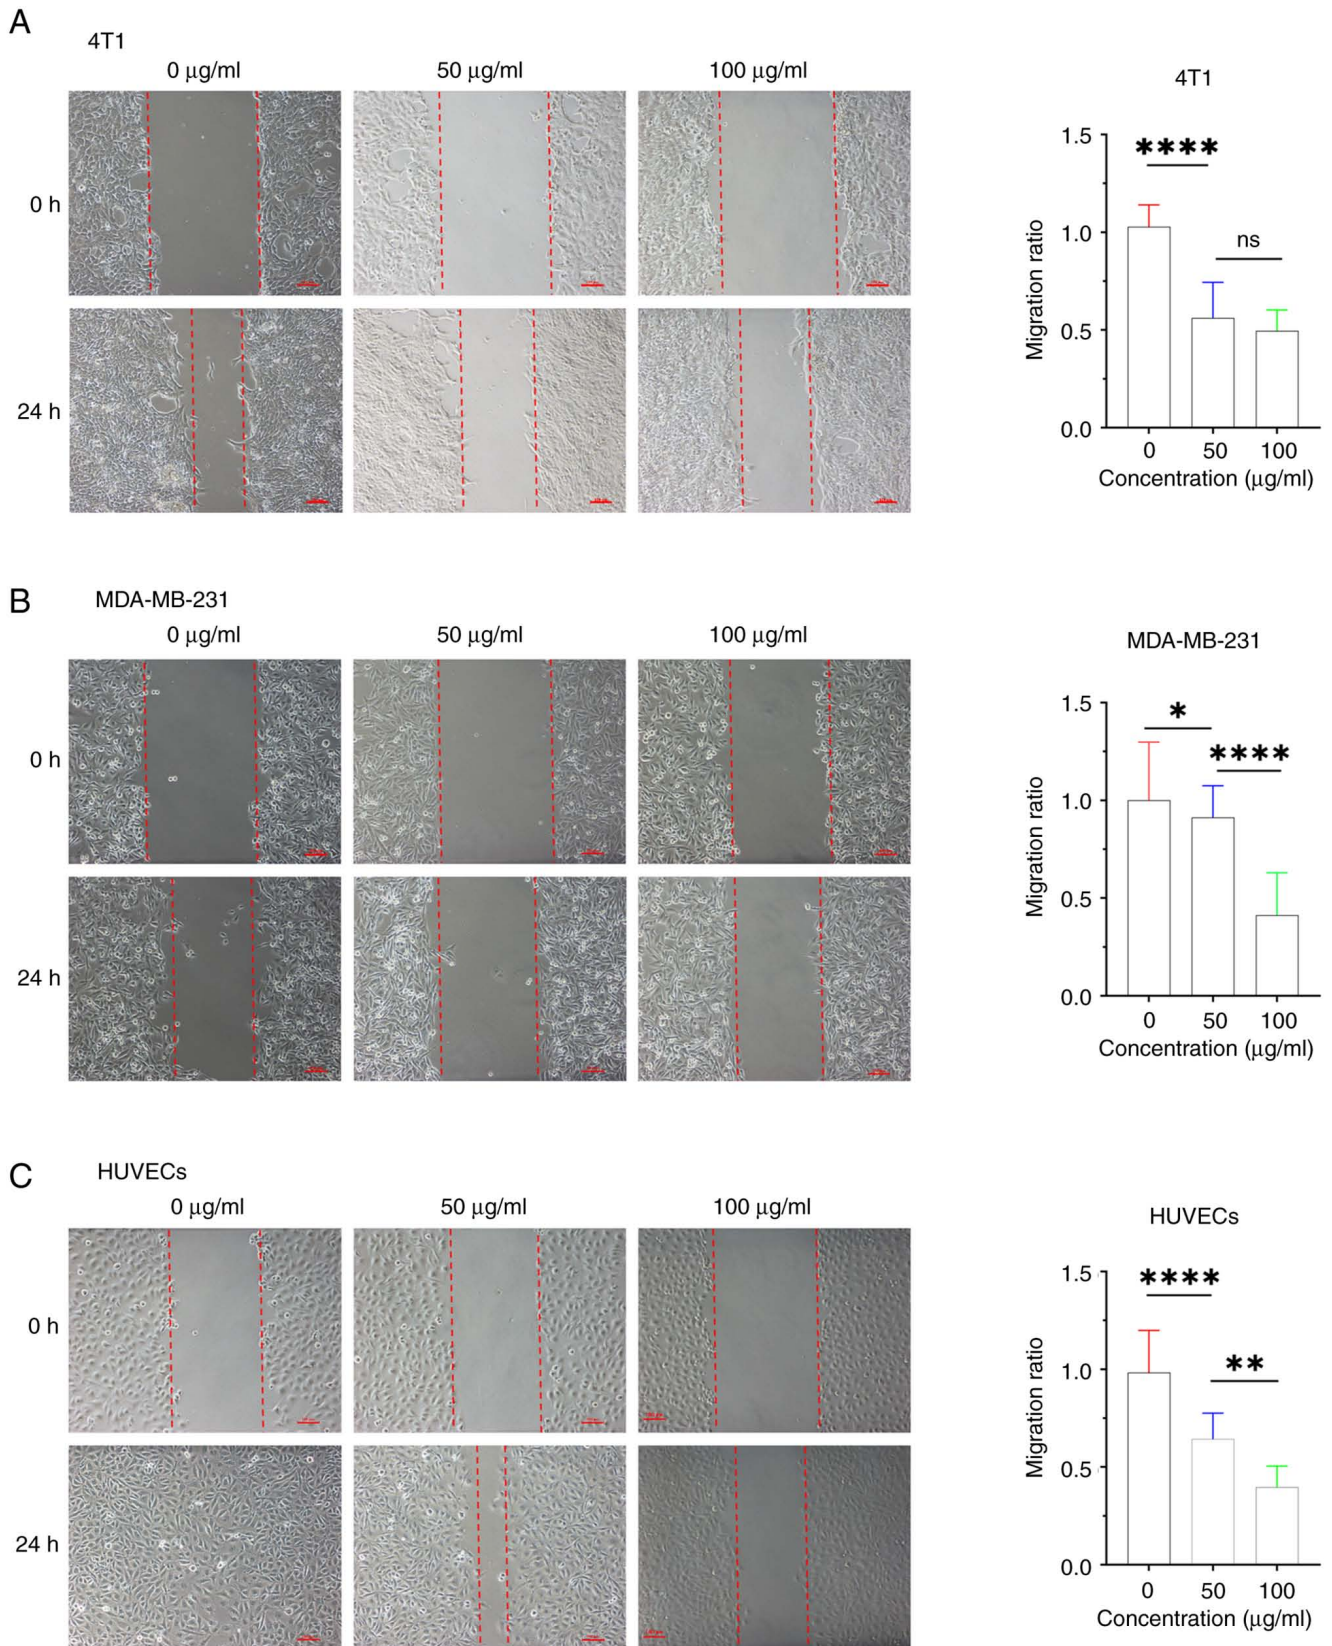 A
4T1
0 μg/ml
50 μg/ml
100 μg/ml
0 h
24 h
4T1
1.5
1.0
0.5
0.0
Migration ratio
****
ns
0
50
100
Concentration (μg/ml)
B
MDA-MB-231
0 μg/ml
50 μg/ml
100 μg/ml
0 h
24 h
MDA-MB-231
1.5
1.0
0.5
0.0
Migration ratio
*
****
0
50
100
Concentration (μg/ml)
C
HUVECs
0 μg/ml
50 μg/ml
100 μg/ml
0 h
24 h
HUVECs
1.5
1.0
0.5
0.0
Migration ratio
****
**
0
50
100
Concentration (μg/ml)